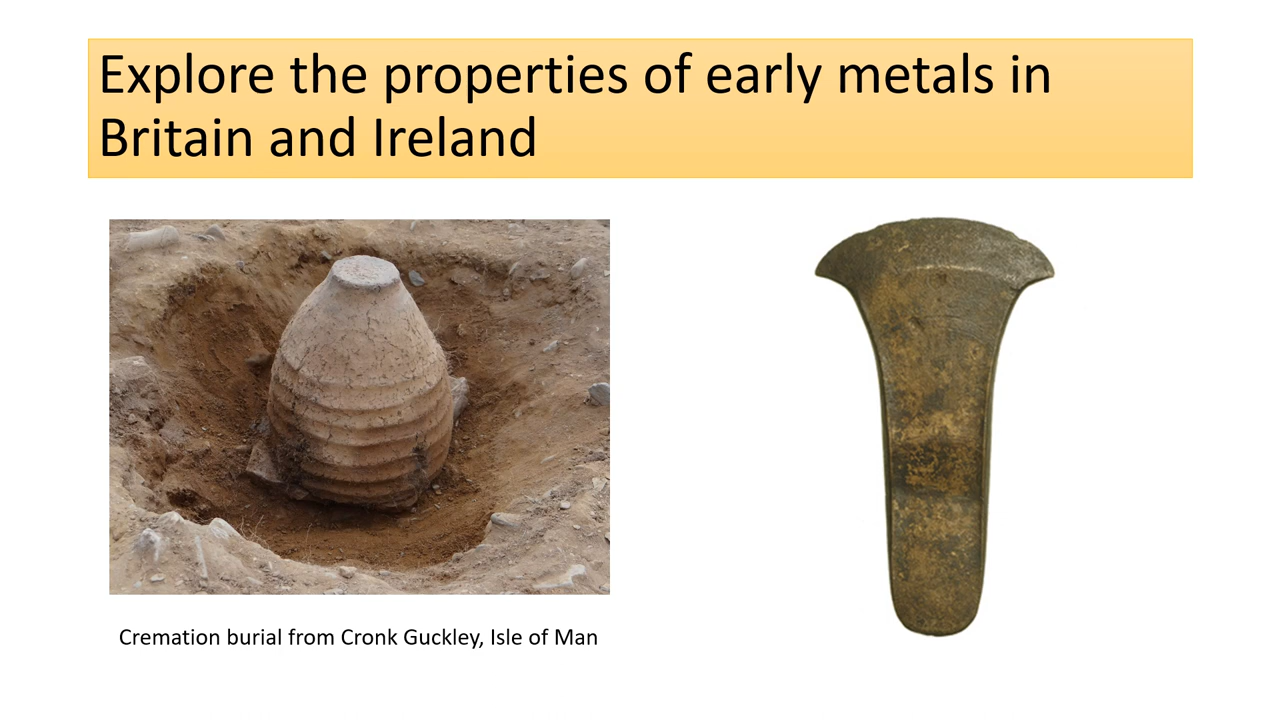 Explore the properties of early metals in
Britain and Ireland
Cremation burial from Cronk Guckley, Isle of Man